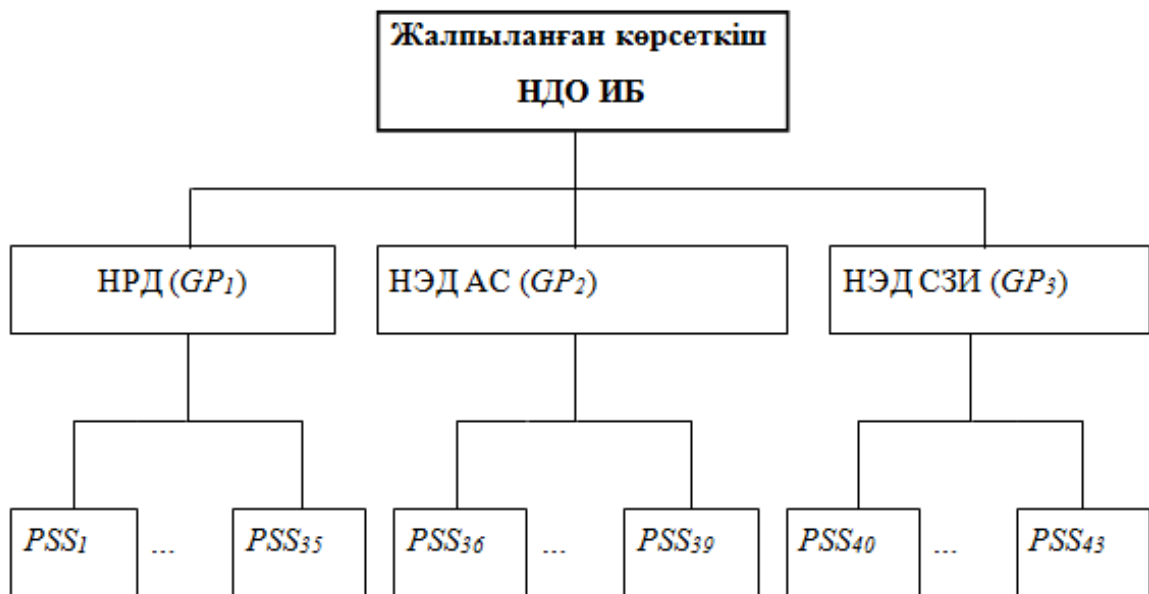 Жалпыланған көрсеткіш
НДО ИБ
НРД (GP1)
НЭД АС (GP2)
НЭД СЗИ (GP3)
PSS1 ... PSS35 PSS36 ... PSS39 PSS40 ... PSS43